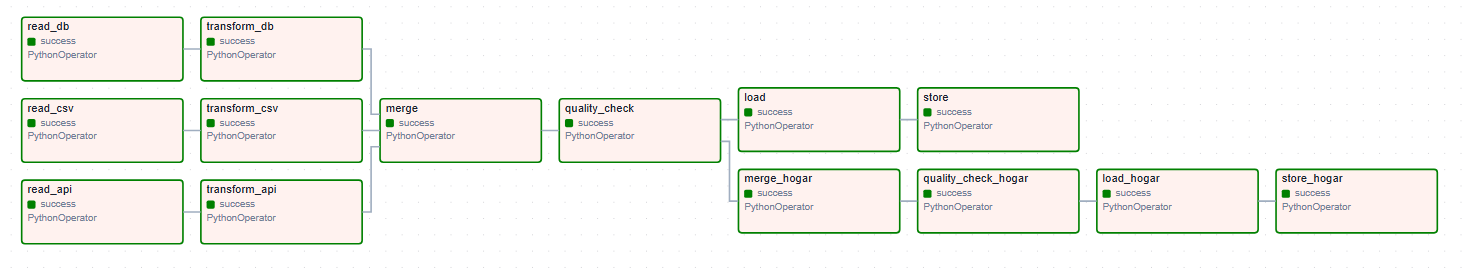 read_db
success
PythonOperator
transform_db
success
PythonOperator
read_csv
success
PythonOperator
transform_csv
success
PythonOperator
read_api
success
PythonOperator
transform_api
success
PythonOperator
merge
success
PythonOperator
quality_check
success
PythonOperator
load
success
PythonOperator
store
success
PythonOperator
merge_hogar
success
PythonOperator
quality_check_hogar
success
PythonOperator
load_hogar
success
PythonOperator
store_hogar
success
PythonOperator